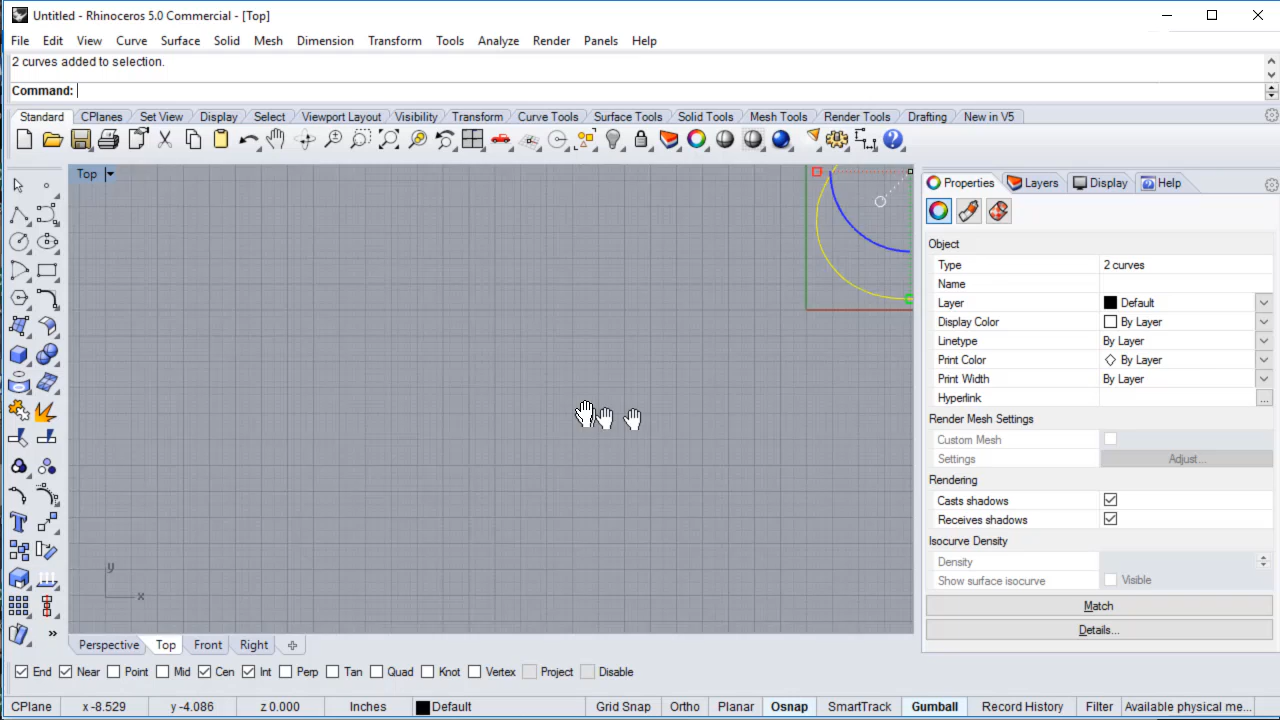 Untitled - Rhinoceros 5.0 Commercial - [Top]
File Edit View Curve Surface Solid Mesh Dimension Transform Tools Analyze Render Panels Help
2 curves added to selection.
Command:
Standard CPlanes Set View Display Select Viewport Layout Visibility Transform Curve Tools Surface Tools Solid Tools Mesh Tools Render Tools Drafting New in V5
Top
Properties Layers Display Help
Object
Type 2 curves
Name
Layer Default
Display Color By Layer
Linetype By Layer
Print Color By Layer
Print Width By Layer
Hyperlink ...
Render Mesh Settings
Custom Mesh
Settings Adjust...
Rendering
Casts shadows
Receives shadows
Isocurve Density
Density
Show surface isocurve Visible
Match
Details...
y
x
Perspective Top Front Right
End Near Point Mid Cen Int Perp Tan Quad Knot Vertex Project Disable
CPlane x -8.529 y -4.086 z 0.000 Inches Default Grid Snap Ortho Planar Osnap SmartTrack Gumball Record History Filter Available physical me...